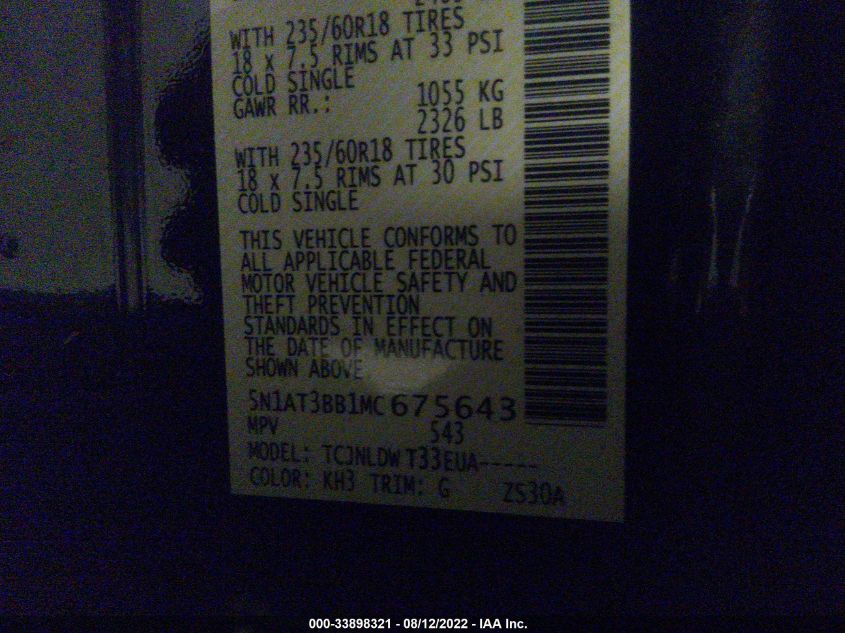 WITH 235/60R18 TIRES
18 x 7.5 RIMS AT 33 PSI
COLD SINGLE
GAWR RR.: 1055 KG
2326 LB
WITH 235/60R18 TIRES
18 x 7.5 RIMS AT 30 PSI
COLD SINGLE
THIS VEHICLE CONFORMS TO
ALL APPLICABLE FEDERAL
MOTOR VEHICLE SAFETY AND
THEFT PREVENTION
STANDARDS IN EFFECT ON
THE DATE OF MANUFACTURE
SHOWN ABOVE
5N1AT3BB1MC675643
MPV 543
MODEL: TCJNLDWT33EUA-----
COLOR: KH3 TRIM: G ZS30A
000-33898321 - 08/12/2022 - IAA Inc.